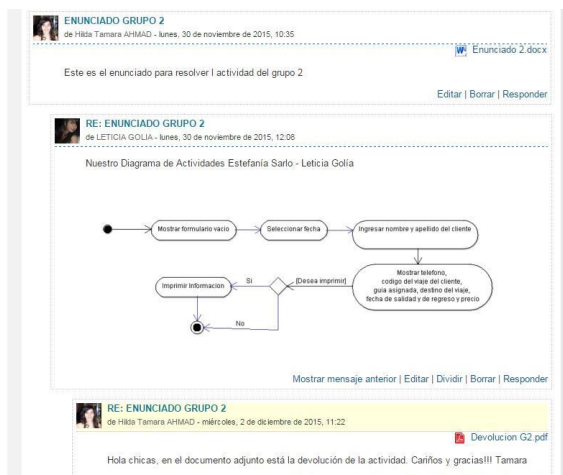 ENUNCIADO GRUPO 2
de Hilda Tamara AHMAD - lunes, 30 de noviembre de 2015, 10:35
Enunciado 2.docx
Este es el enunciado para resolver l actividad del grupo 2
Editar | Borrar | Responder
RE: ENUNCIADO GRUPO 2
de LETICIA GOLIA - lunes, 30 de noviembre de 2015, 12:08
Nuestro Diagrama de Actividades Estefanía Sarlo - Leticia Golía
Mostrar formulario vacio
Seleccionar fecha
Ingresar nombre y apellido del cliente
Mostrar telefono,
codigo del viaje del cliente,
guia asignada, destino del viaje,
fecha de salidad y de regreso y precio
[Desea imprimir]
Si
Imprimir Informacion
No
Mostrar mensaje anterior | Editar | Dividir | Borrar | Responder
RE: ENUNCIADO GRUPO 2
de Hilda Tamara AHMAD - miércoles, 2 de diciembre de 2015, 11:22
Devolucion G2.pdf
Hola chicas, en el documento adjunto está la devolución de la actividad. Cariños y gracias!!! Tamara